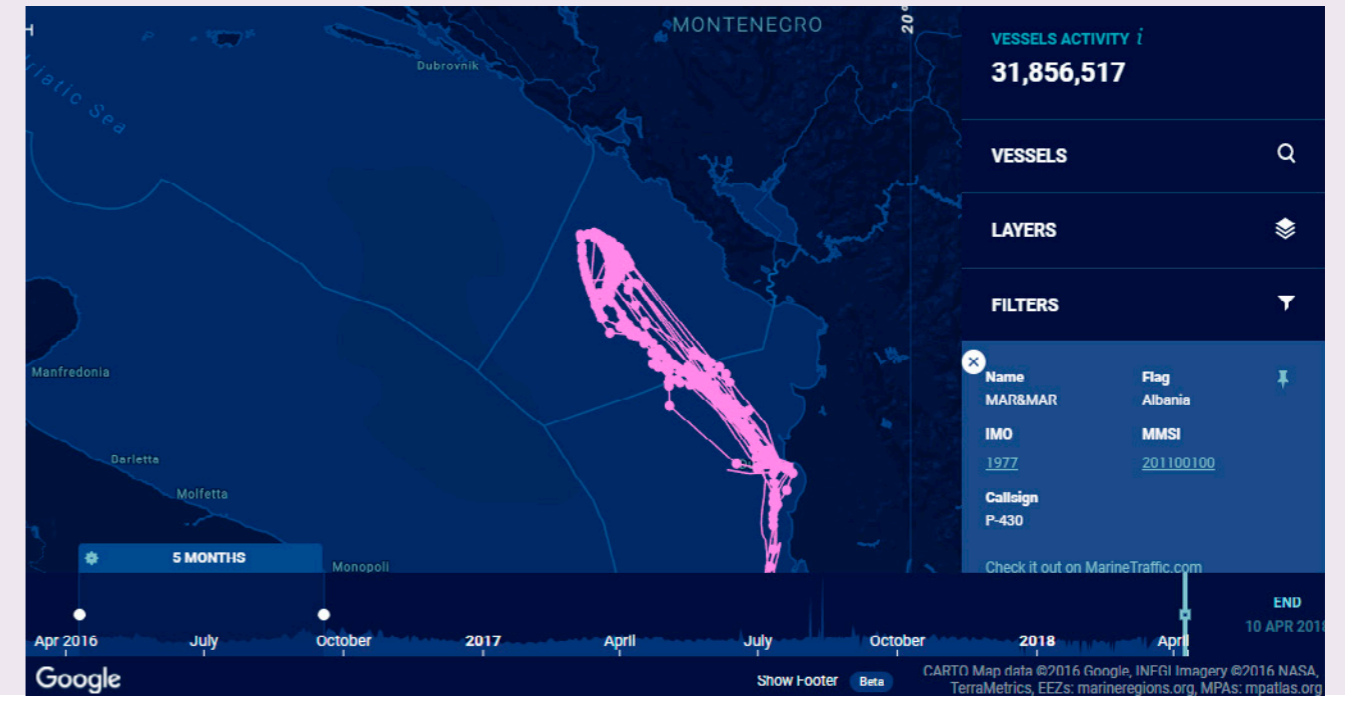 MONTENEGRO
20°
Dubrovnik
Adriatic Sea
Manfredonia
Darletta
Molfetta
Monopoli
VESSELS ACTIVITY i
31,856,517
VESSELS
LAYERS
FILTERS
Name Flag
MAR&MAR Albania
IMO MMSI
1977 201100100
Callsign
P-430
Check it out on MarineTraffic.com
5 MONTHS
END
10 APR 2018
Apr 2016 July October 2017 April July October 2018 April
Google
Show Footer Beta
CARTO Map data ©2016 Google, INEGI Imagery ©2016 NASA,
TerraMetrics, EEZs: marineregions.org, MPAs: mpatlas.org